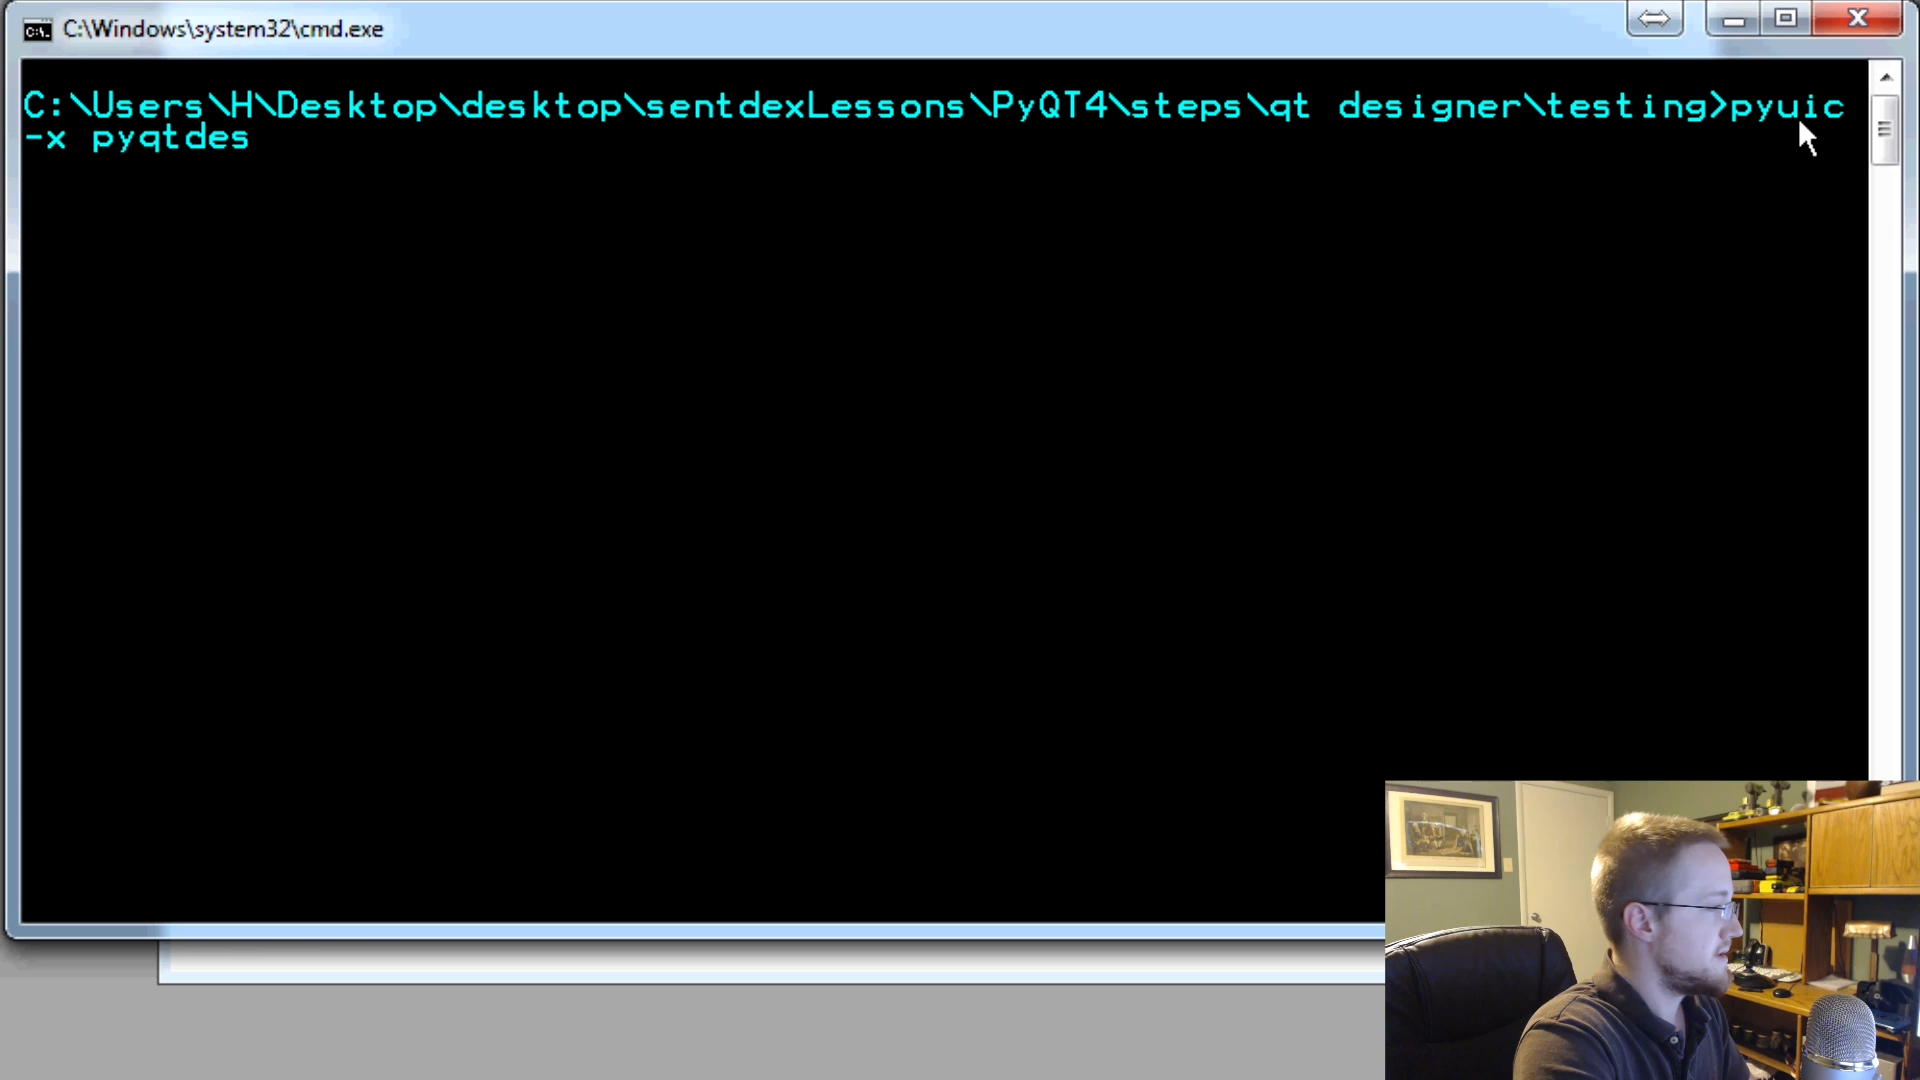 C:\Windows\system32\cmd.exe
C:\Users\H\Desktop\desktop\sentdexLessons\PyQT4\steps\qt designer\testing>pyuic
-x pyqtdes